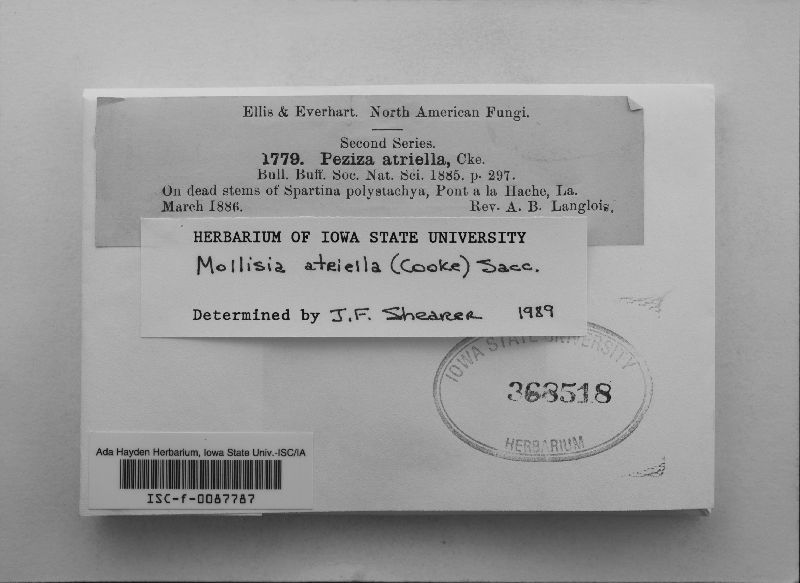 Ellis & Everhart. North American Fungi.
Second Series.
1779. Peziza atriella, Cke.
Bull. Buff. Soc. Nat. Sci. 1885. p. 297.
On dead stems of Spartina polystachya, Pont a la Hache, La.
March 1886. Rev. A. B. Langlois.
HERBARIUM OF IOWA STATE UNIVERSITY
Mollisia atriella (Cooke) Sacc.
Determined by J.F. Shearer 1989
IOWA STATE UNIVERSITY
368518
HERBARIUM
Ada Hayden Herbarium, Iowa State Univ.-ISC/IA
ISC-f-0087787